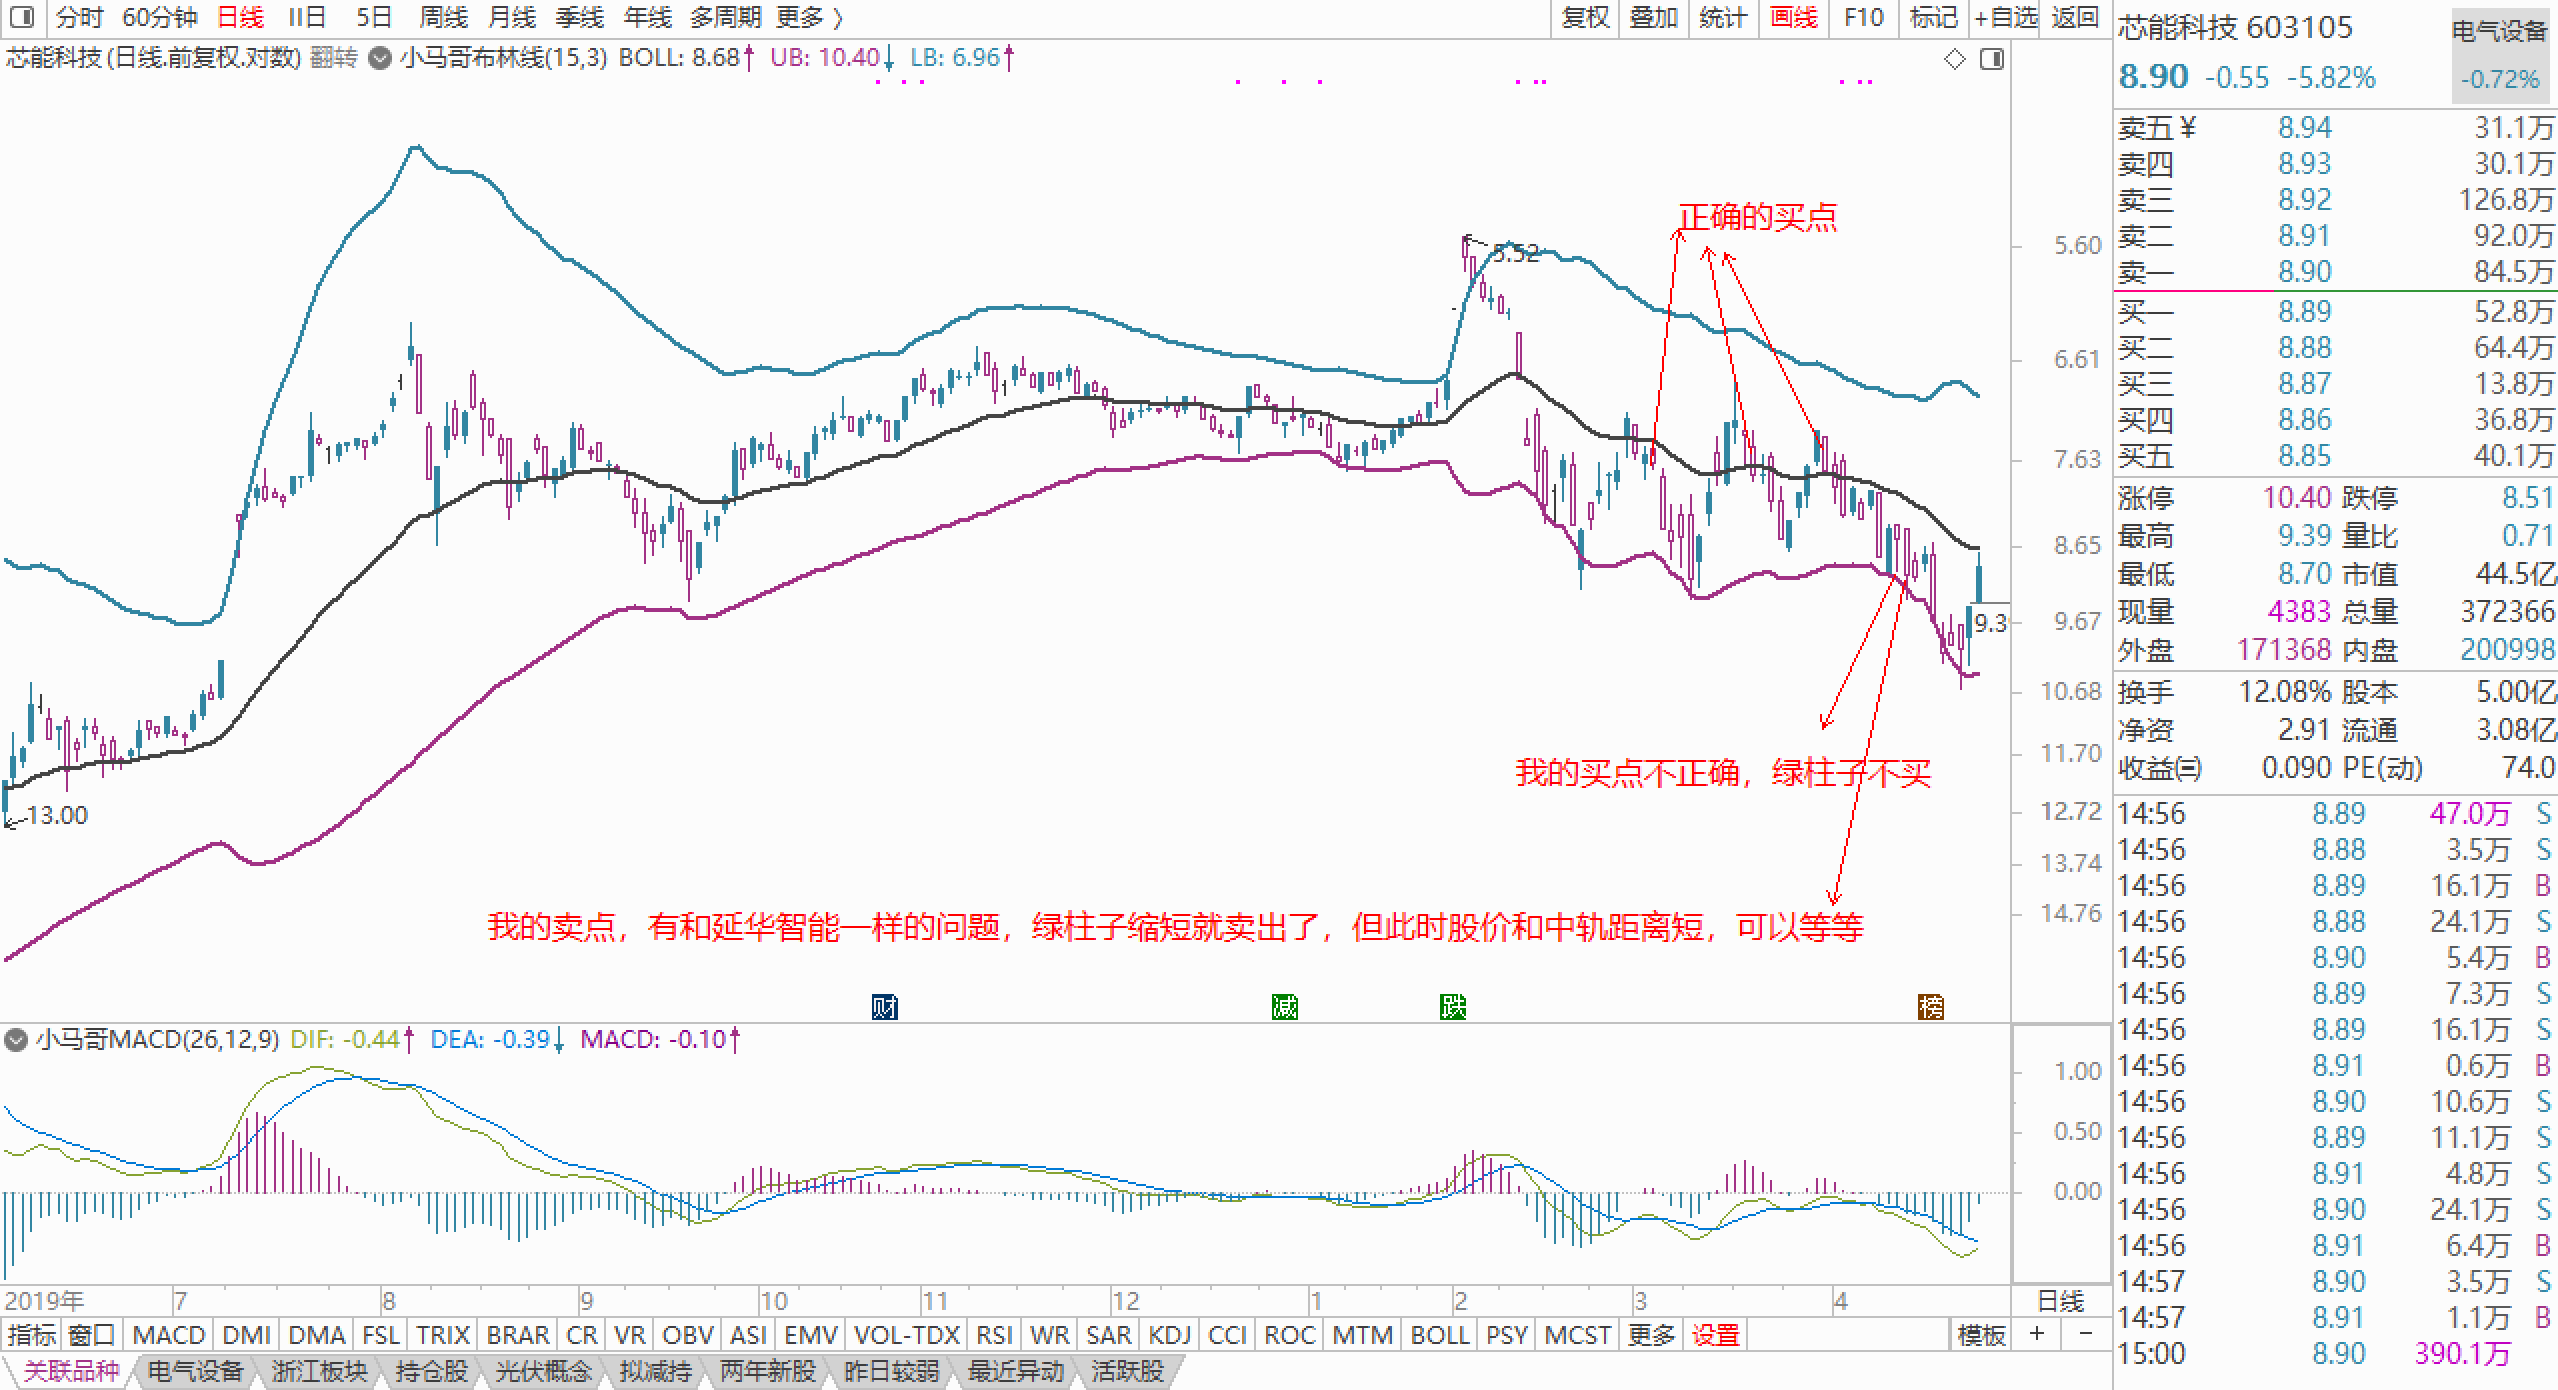 分时 60分钟 日线 II日 5日 周线 月线 季线 年线 多周期 更多 〉 复权 叠加 统计 画线 F10 标记 +自选 返回
芯能科技(日线.前复权.对数) 翻转 小马哥布林线(15,3) BOLL: 8.68↑ UB: 10.40↓ LB: 6.96↑
正确的买点
5.52
5.60
6.61
7.63
8.65
9.67
10.68
11.70
12.72
13.74
14.76
9.3
13.00
我的买点不正确，绿柱子不买
我的卖点，有和延华智能一样的问题，绿柱子缩短就卖出了，但此时股价和中轨距离短，可以等等
财 减 跌 榜
小马哥MACD(26,12,9) DIF: -0.44↑ DEA: -0.39↓ MACD: -0.10↑
1.00
0.50
0.00
2019年 7 8 9 10 11 12 1 2 3 4 日线
指标 窗口 MACD DMI DMA FSL TRIX BRAR CR VR OBV ASI EMV VOL-TDX RSI WR SAR KDJ CCI ROC MTM BOLL PSY MCST 更多 设置 模板 + −
关联品种 电气设备 浙江板块 持仓股 光伏概念 拟减持 两年新股 昨日较弱 最近异动 活跃股
芯能科技 603105 电气设备
8.90 -0.55 -5.82% -0.72%
卖五 ¥ 8.94 31.1万
卖四 8.93 30.1万
卖三 8.92 126.8万
卖二 8.91 92.0万
卖一 8.90 84.5万
买一 8.89 52.8万
买二 8.88 64.4万
买三 8.87 13.8万
买四 8.86 36.8万
买五 8.85 40.1万
涨停 10.40 跌停 8.51
最高 9.39 量比 0.71
最低 8.70 市值 44.5亿
现量 4383 总量 372366
外盘 171368 内盘 200998
换手 12.08% 股本 5.00亿
净资 2.91 流通 3.08亿
收益㈢ 0.090 PE(动) 74.0
14:56 8.89 47.0万 S
14:56 8.88 3.5万 S
14:56 8.89 16.1万 B
14:56 8.88 24.1万 S
14:56 8.90 5.4万 B
14:56 8.89 7.3万 S
14:56 8.89 16.1万 S
14:56 8.91 0.6万 B
14:56 8.90 10.6万 S
14:56 8.89 11.1万 S
14:56 8.91 4.8万 S
14:56 8.90 24.1万 S
14:56 8.91 6.4万 B
14:57 8.90 3.5万 S
14:57 8.91 1.1万 B
15:00 8.90 390.1万